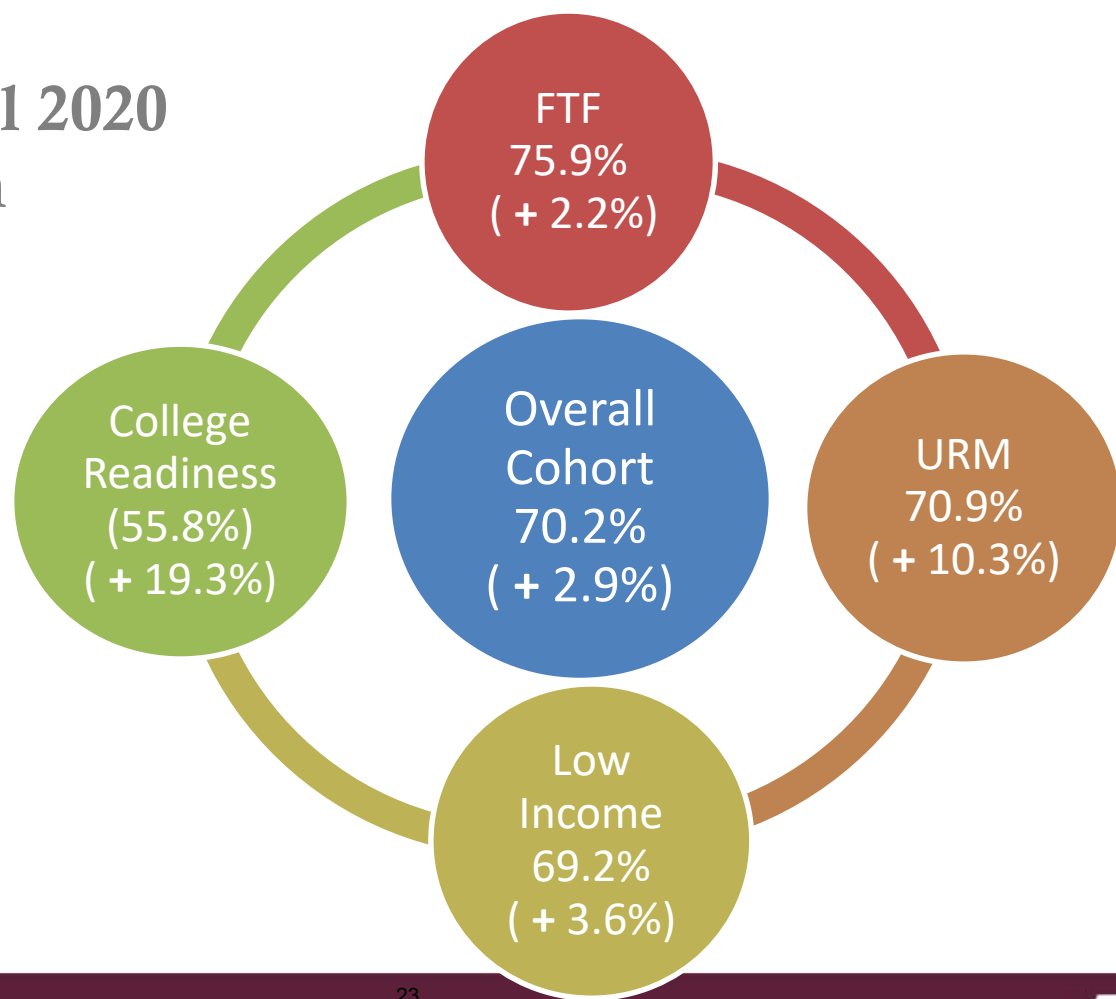 1 2020
FTF
75.9%
( + 2.2%)
College
Readiness
(55.8%)
( + 19.3%)
Overall
Cohort
70.2%
( + 2.9%)
URM
70.9%
( + 10.3%)
Low
Income
69.2%
( + 3.6%)
23